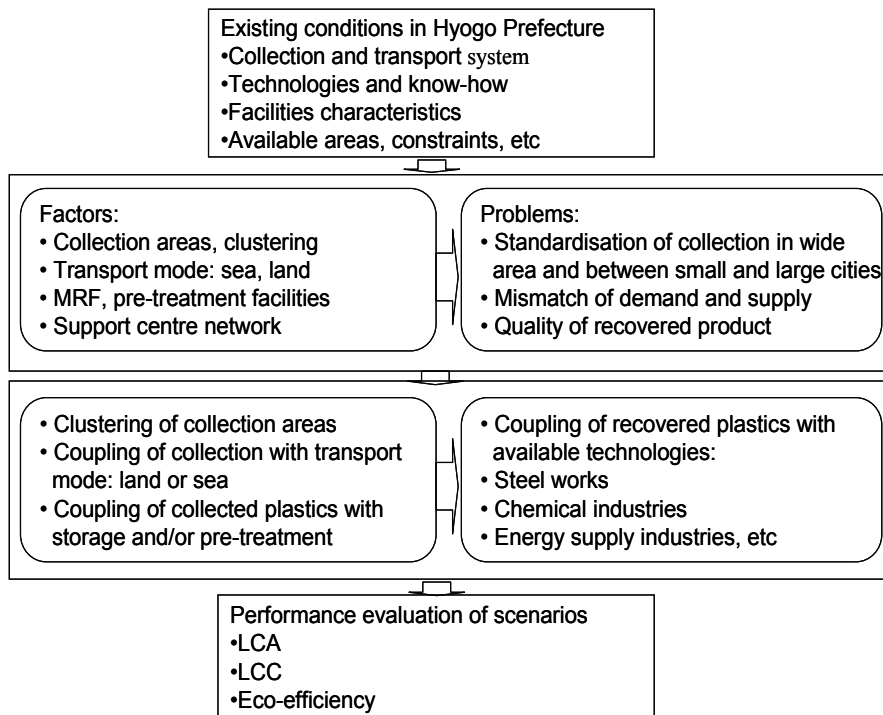 Existing conditions in Hyogo Prefecture
•Collection and transport system
•Technologies and know-how
•Facilities characteristics
•Available areas, constraints, etc
Factors:
• Collection areas, clustering
• Transport mode: sea, land
• MRF, pre-treatment facilities
• Support centre network
Problems:
• Standardisation of collection in wide
area and between small and large cities
• Mismatch of demand and supply
• Quality of recovered product
• Clustering of collection areas
• Coupling of collection with transport
mode: land or sea
• Coupling of collected plastics with
storage and/or pre-treatment
• Coupling of recovered plastics with
available technologies:
• Steel works
• Chemical industries
• Energy supply industries, etc
Performance evaluation of scenarios
•LCA
•LCC
•Eco-efficiency